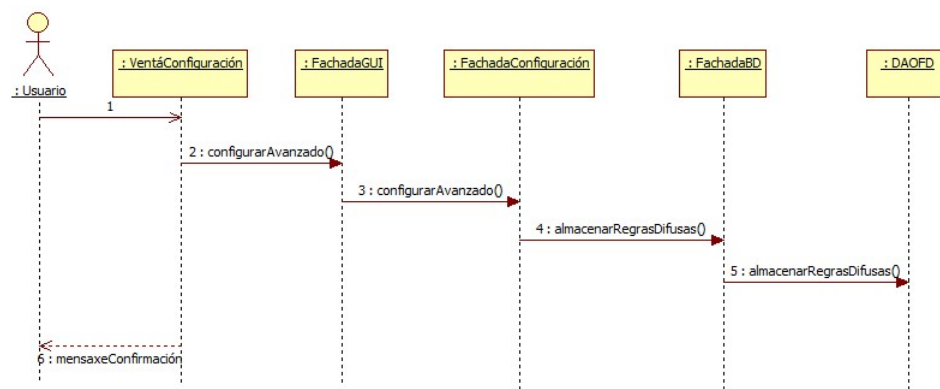 : VentáConfiguración
: FachadaGUI
: FachadaConfiguración
: FachadaBD
: DAOFD
: Usuario
1
2 : configurarAvanzado()
3 : configurarAvanzado()
4 : almacenarRegrasDifusas()
5 : almacenarRegrasDifusas()
6 : mensaxeConfirmación